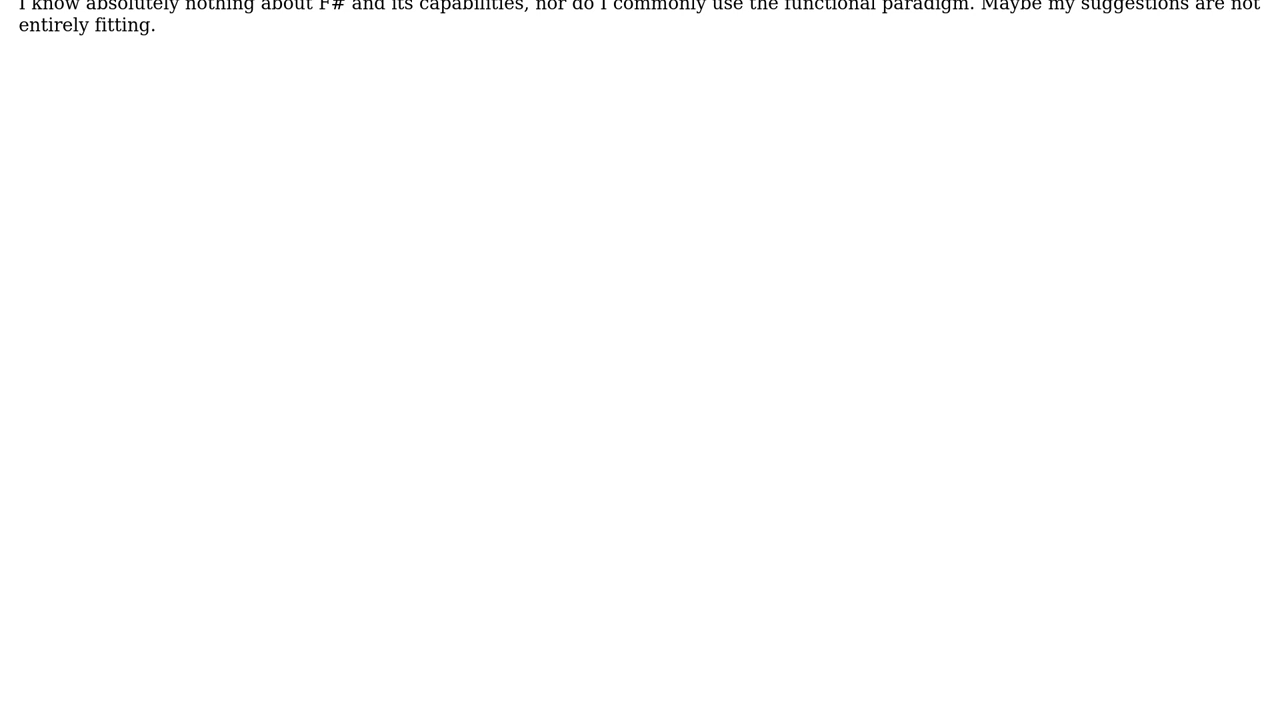 I know absolutely nothing about F# and its capabilities, nor do I commonly use the functional paradigm. Maybe my suggestions are not
entirely fitting.